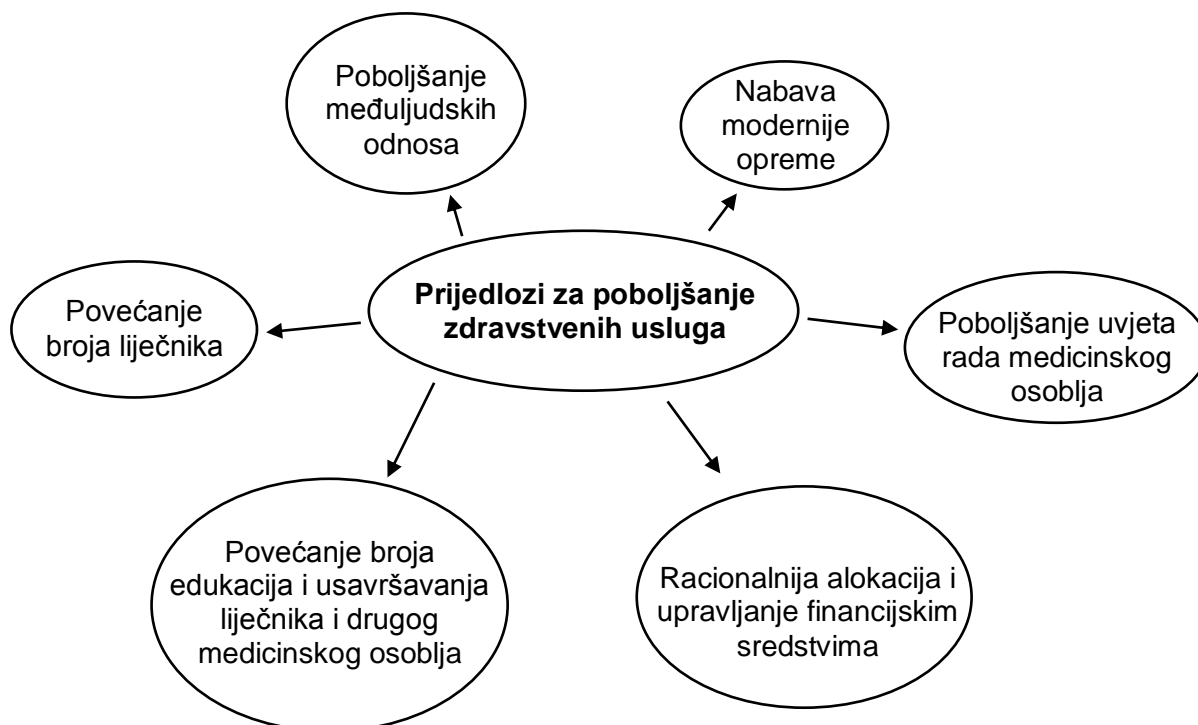 Poboljšanje
međuljudskih
odnosa
Nabava
modernije
opreme
Prijedlozi za poboljšanje
zdravstvenih usluga
Povećanje
broja liječnika
Poboljšanje uvjeta
rada medicinskog
osoblja
Povećanje broja
edukacija i usavršavanja
liječnika i drugog
medicinskog osoblja
Racionalnija alokacija i
upravljanje financijskim
sredstvima